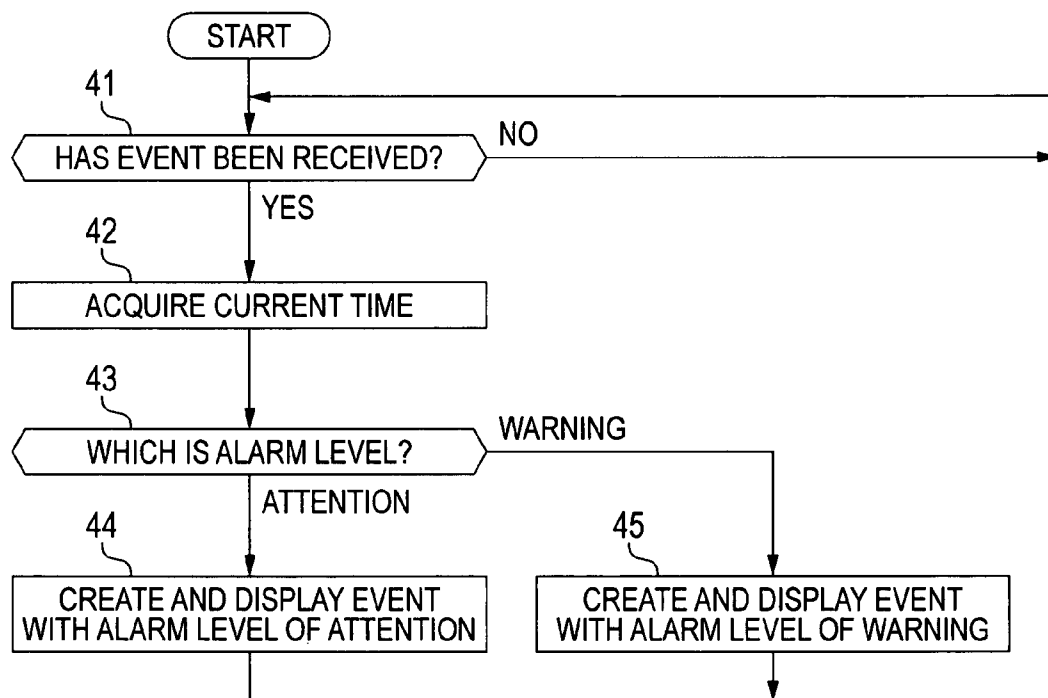 START
41
HAS EVENT BEEN RECEIVED?
NO
YES
42
ACQUIRE CURRENT TIME
43
WHICH IS ALARM LEVEL?
WARNING
ATTENTION
44
CREATE AND DISPLAY EVENT
WITH ALARM LEVEL OF ATTENTION
45
CREATE AND DISPLAY EVENT
WITH ALARM LEVEL OF WARNING